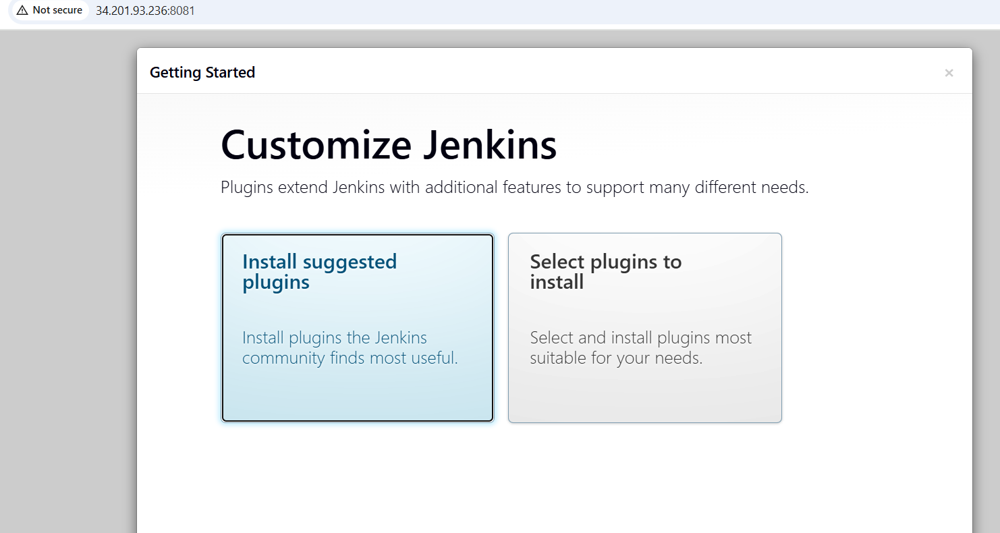 Not secure 34.201.93.236:8081
Getting Started ×
Customize Jenkins
Plugins extend Jenkins with additional features to support many different needs.
Install suggested
plugins
Install plugins the Jenkins
community finds most useful.
Select plugins to
install
Select and install plugins most
suitable for your needs.